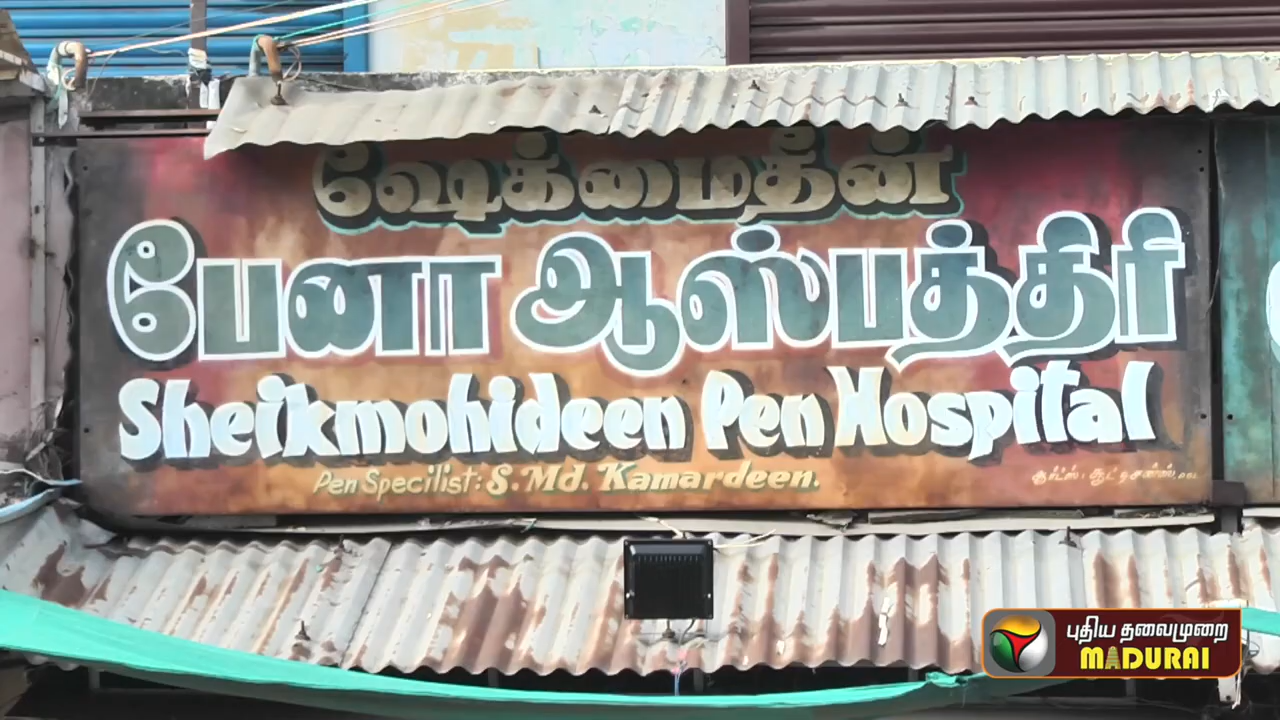 ஷேக்மைதீன்
பேனா ஆஸ்பத்திரி
Sheikmohideen Pen Hospital
Pen Specilist: S. Md. Kamardeen.
புதிய தலைமுறை
MADURAI